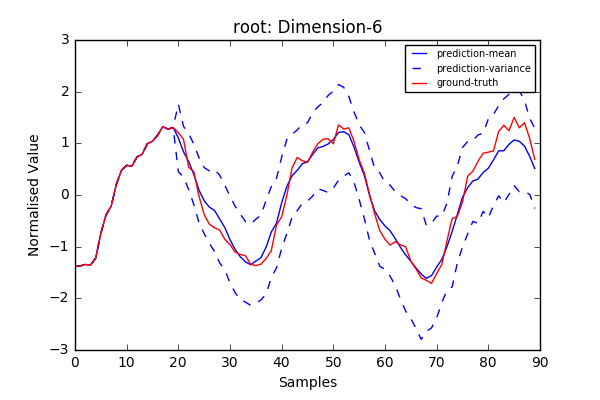 root: Dimension-6
prediction-mean
prediction-variance
ground-truth
Normalised Value
3
2
1
0
−1
−2
−3
0 10 20 30 40 50 60 70 80 90
Samples